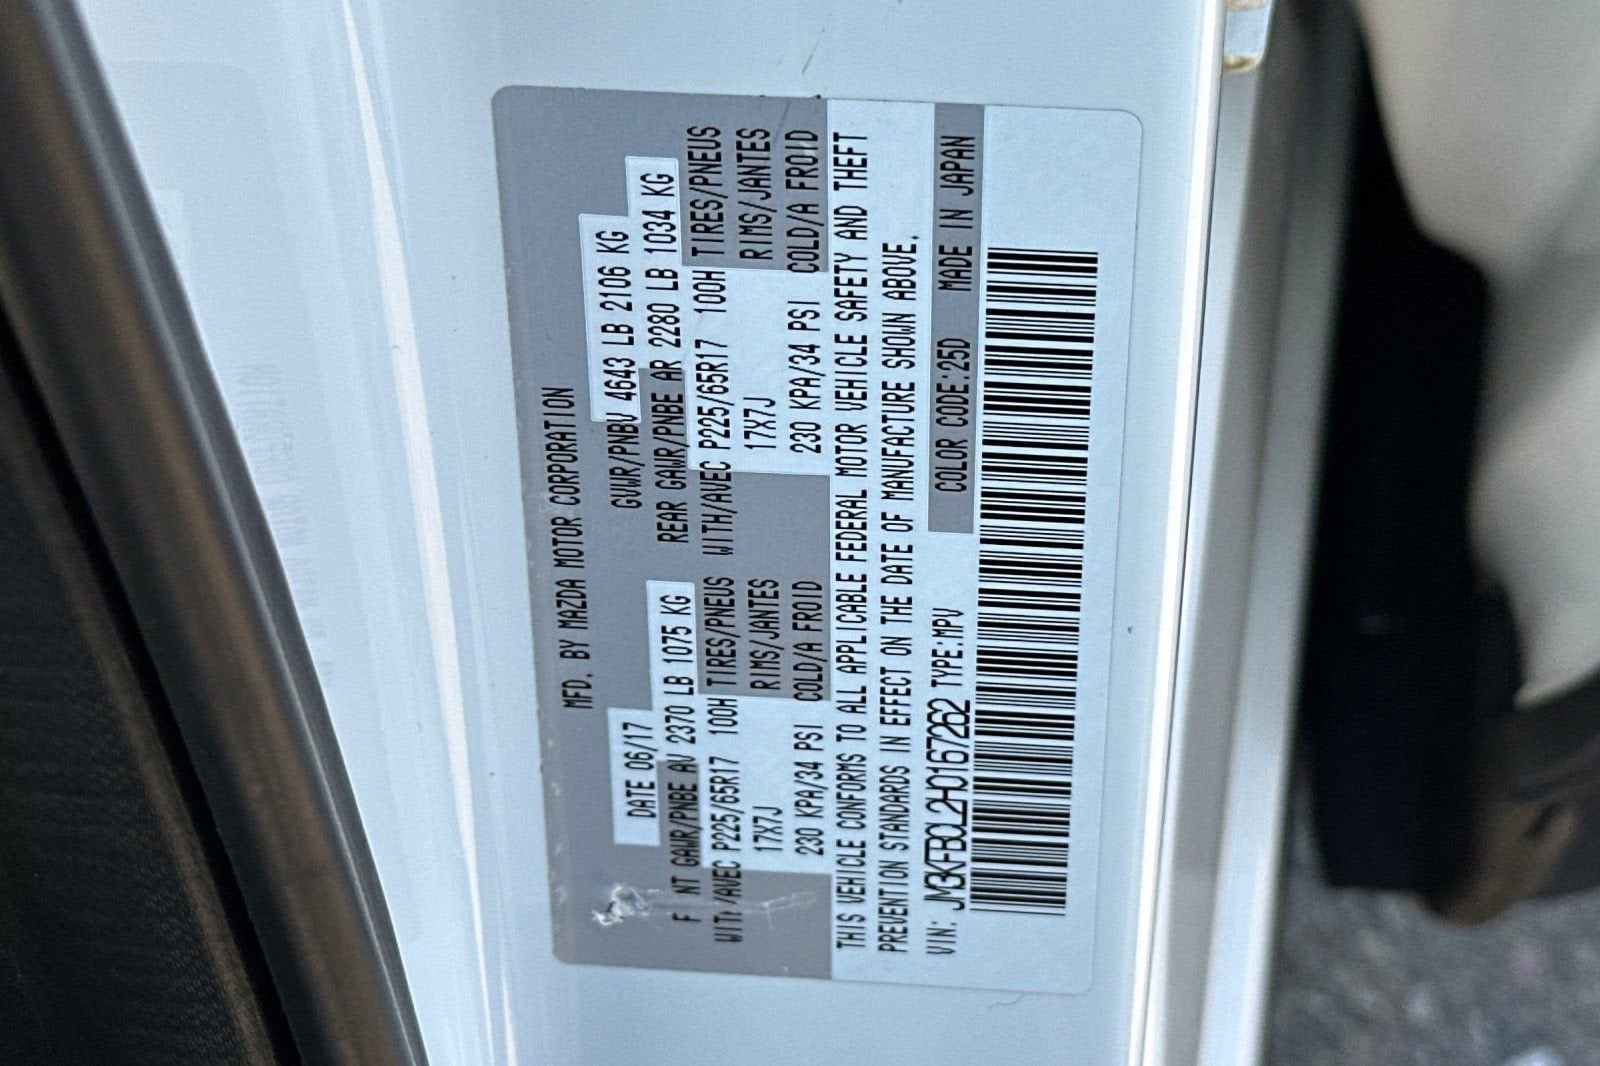 MFD. BY MAZDA MOTOR CORPORATION
DATE 06/17 GVWR/PNBV 4643 LB 2106 KG
F NT GAWR/PNBE AV 2370 LB 1075 KG REAR GAWR/PNBE AR 2280 LB 1034 KG
WITH/AVEC P225/65R17 100H TIRES/PNEUS WITH/AVEC P225/65R17 100H TIRES/PNEUS
17X7J RIMS/JANTES 17X7J RIMS/JANTES
230 KPA/34 PSI COLD/A FROID 230 KPA/34 PSI COLD/A FROID
THIS VEHICLE CONFORMS TO ALL APPLICABLE FEDERAL MOTOR VEHICLE SAFETY AND THEFT
PREVENTION STANDARDS IN EFFECT ON THE DATE OF MANUFACTURE SHOWN ABOVE.
VIN: JM3KFBCL2H0167262 TYPE:MPV COLOR CODE:25D MADE IN JAPAN